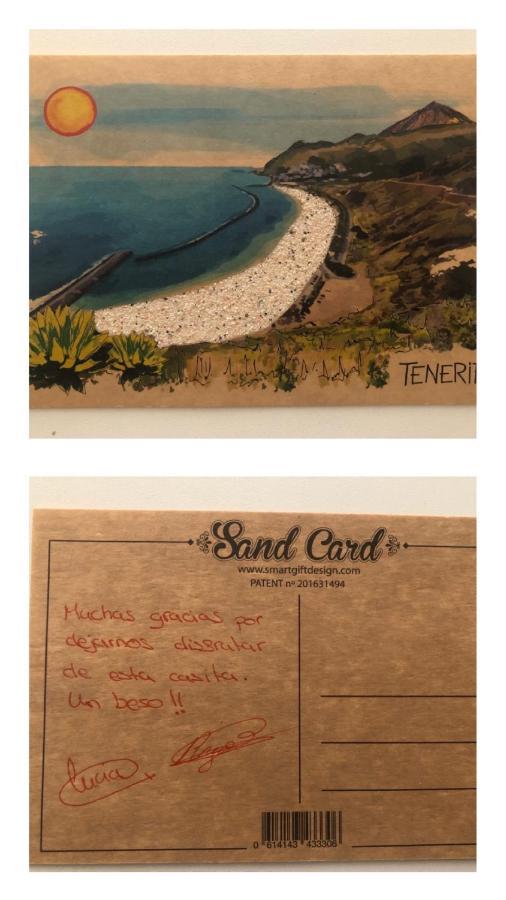 TENERI
Sand Card
www.smartgiftdesign.com
PATENT nº 201631494
Muchas gracias por
dejarnos disfrutar
de esta casita.
Un beso!!
Lucía
0 614143 433306